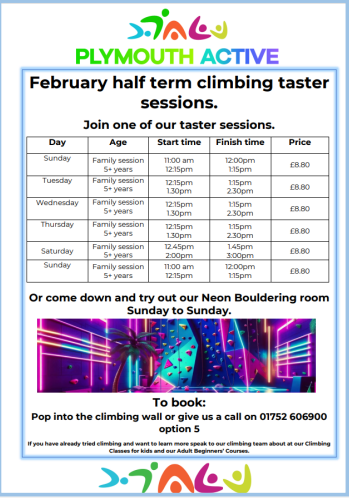 PLYMOUTH ACTIVE
February half term climbing taster
sessions.
Join one of our taster sessions.
Day Age Start time Finish time Price
Sunday Family session 5+ years 11:00 am 12:15pm 12:00pm 1:15pm £8.80
Tuesday Family session 5+ years 12:15pm 1.30pm 1:15pm 2.30pm £8.80
Wednesday Family session 5+ years 12:15pm 1.30pm 1:15pm 2.30pm £8.80
Thursday Family session 5+ years 12:15pm 1.30pm 1:15pm 2.30pm £8.80
Saturday Family session 5+ years 12.45pm 2:00pm 1.45pm 3:00pm £8.80
Sunday Family session 5+ years 11:00 am 12:15pm 12:00pm 1:15pm £8.80
Or come down and try out our Neon Bouldering room
Sunday to Sunday.
To book:
Pop into the climbing wall or give us a call on 01752 606900
option 5
If you have already tried climbing and want to learn more speak to our climbing team about at our Climbing
Classes for kids and our Adult Beginners' Courses.